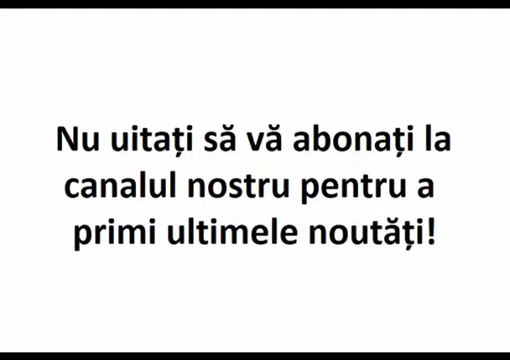 Nu uitați să vă abonați la
canalul nostru pentru a
primi ultimele noutăți!